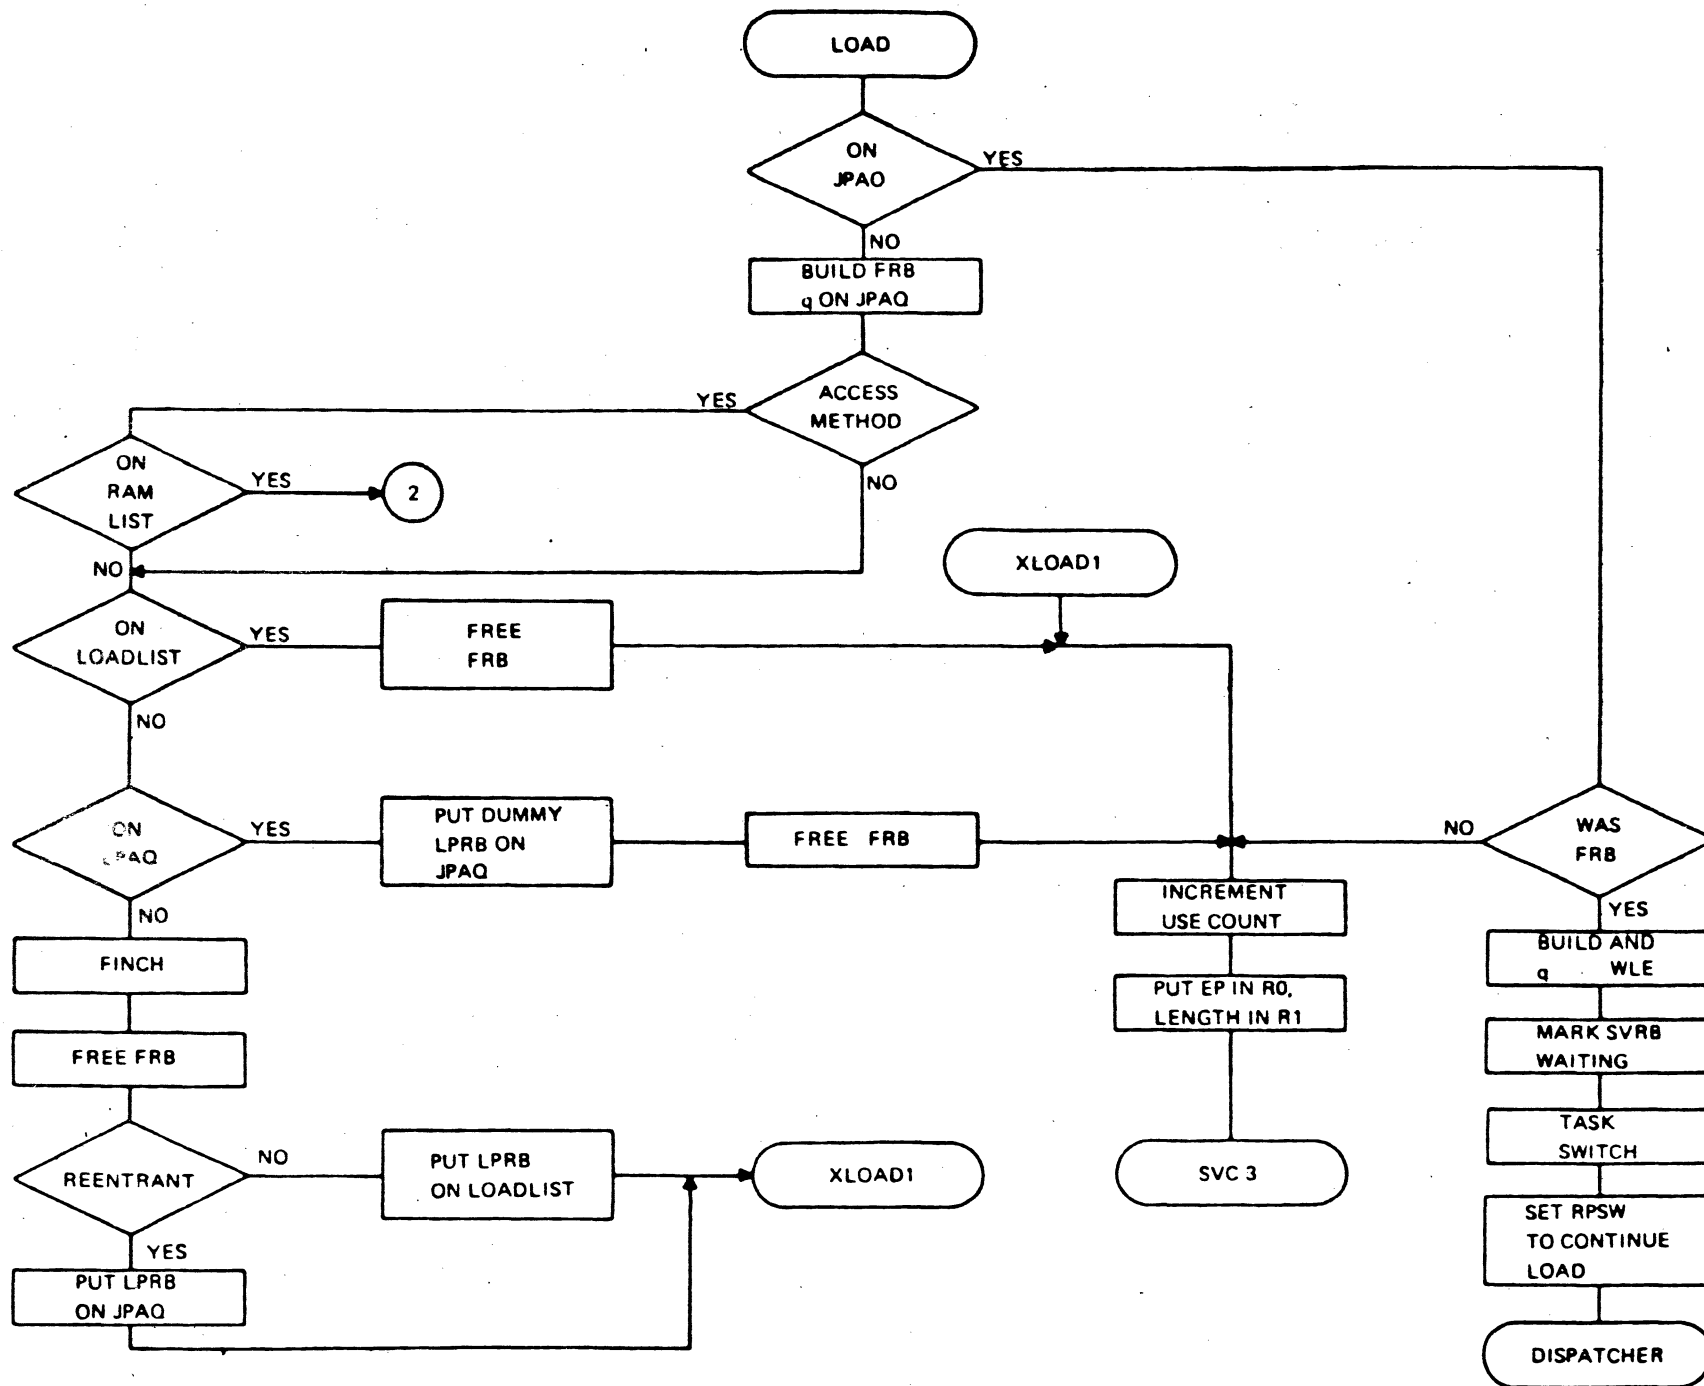 LOAD
ON
JPAO
YES
NO
BUILD FRB
q ON JPAQ
ACCESS
METHOD
YES
NO
ON
RAM
LIST
YES
2
NO
XLOAD1
ON
LOADLIST
YES
FREE
FRB
NO
ON
LPAQ
YES
PUT DUMMY
LPRB ON
JPAQ
FREE FRB
NO
WAS
FRB
YES
NO
INCREMENT
USE COUNT
BUILD AND
q WLE
FINCH
PUT EP IN R0,
LENGTH IN R1
MARK SVRB
WAITING
FREE FRB
TASK
SWITCH
REENTRANT
NO
PUT LPRB
ON LOADLIST
XLOAD1
SVC 3
SET RPSW
TO CONTINUE
LOAD
YES
PUT LPRB
ON JPAQ
DISPATCHER